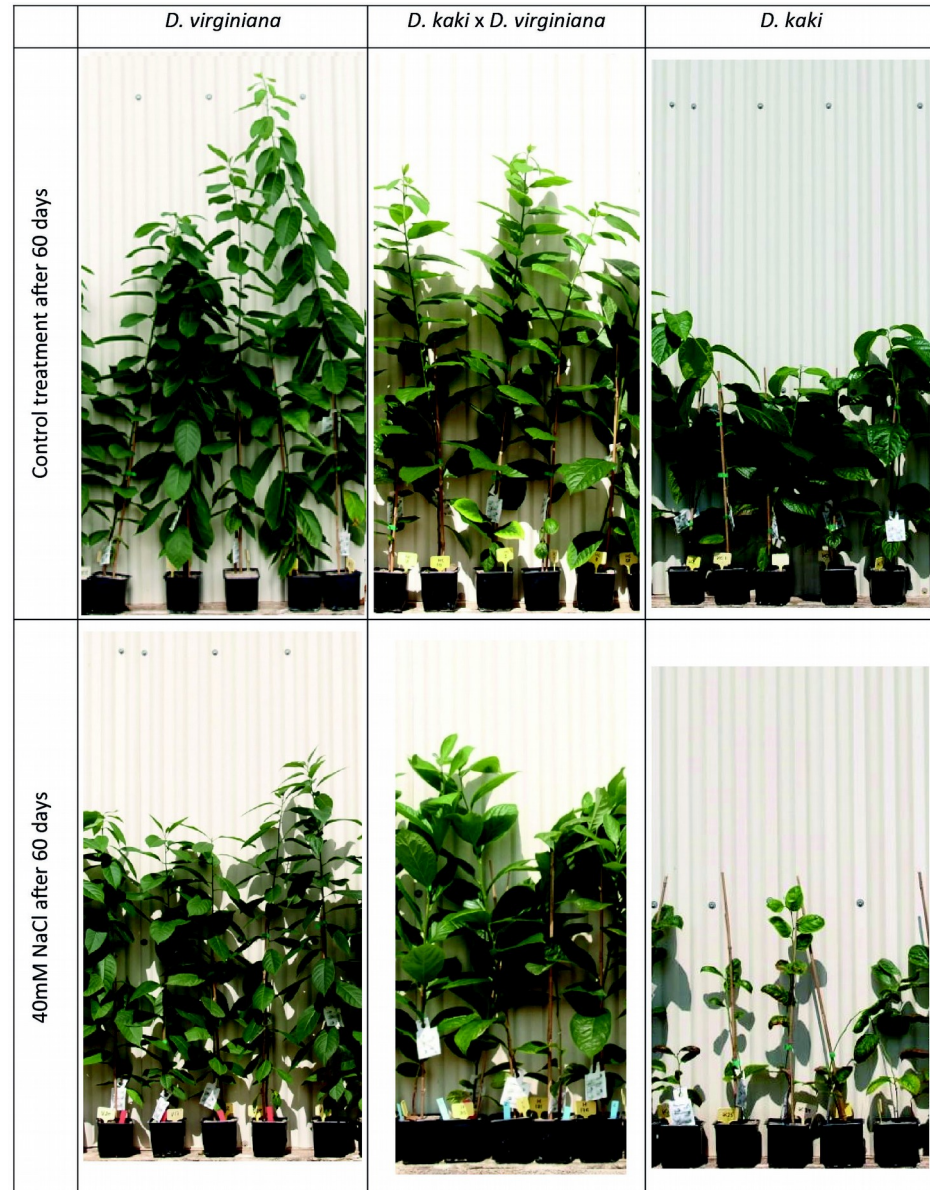 D. virginiana
D. kaki x D. virginiana
D. kaki
Control treatment after 60 days
40mM NaCl after 60 days